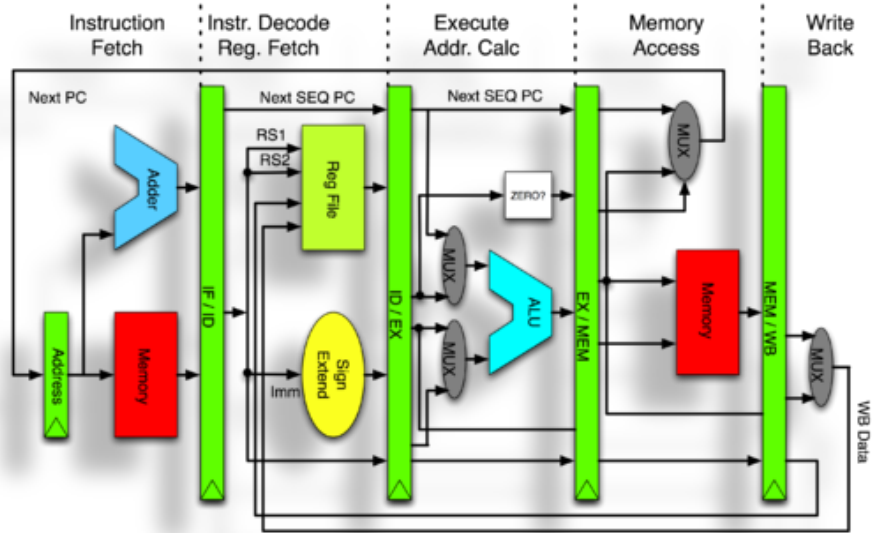 Instruction Fetch
Instr. Decode Reg. Fetch
Execute Addr. Calc
Memory Access
Write Back
Next PC
Next SEQ PC
Next SEQ PC
RS1
RS2
Reg File
MUX
Adder
ZERO?
MUX
IF / ID
ID / EX
ALU
EX / MEM
Memory
MEM / WB
Address
Memory
Sign Extend
MUX
MUX
Imm
WB Data